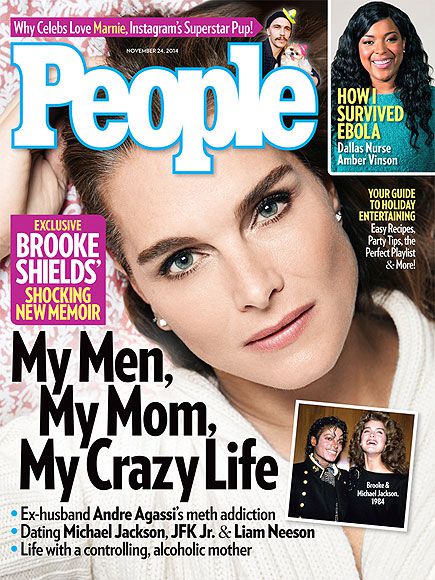 Why Celebs Love Marnie, Instagram's Superstar Pup!
NOVEMBER 24, 2014
People
HOW I
SURVIVED
EBOLA
Dallas Nurse
Amber Vinson
YOUR GUIDE
TO HOLIDAY
ENTERTAINING
Easy Recipes,
Party Tips, the
Perfect Playlist
& More!
EXCLUSIVE
BROOKE
SHIELDS'
SHOCKING
NEW MEMOIR
My Men,
My Mom,
My Crazy Life
Brooke &
Michael Jackson,
1984
• Ex-husband Andre Agassi's meth addiction
• Dating Michael Jackson, JFK Jr. & Liam Neeson
• Life with a controlling, alcoholic mother